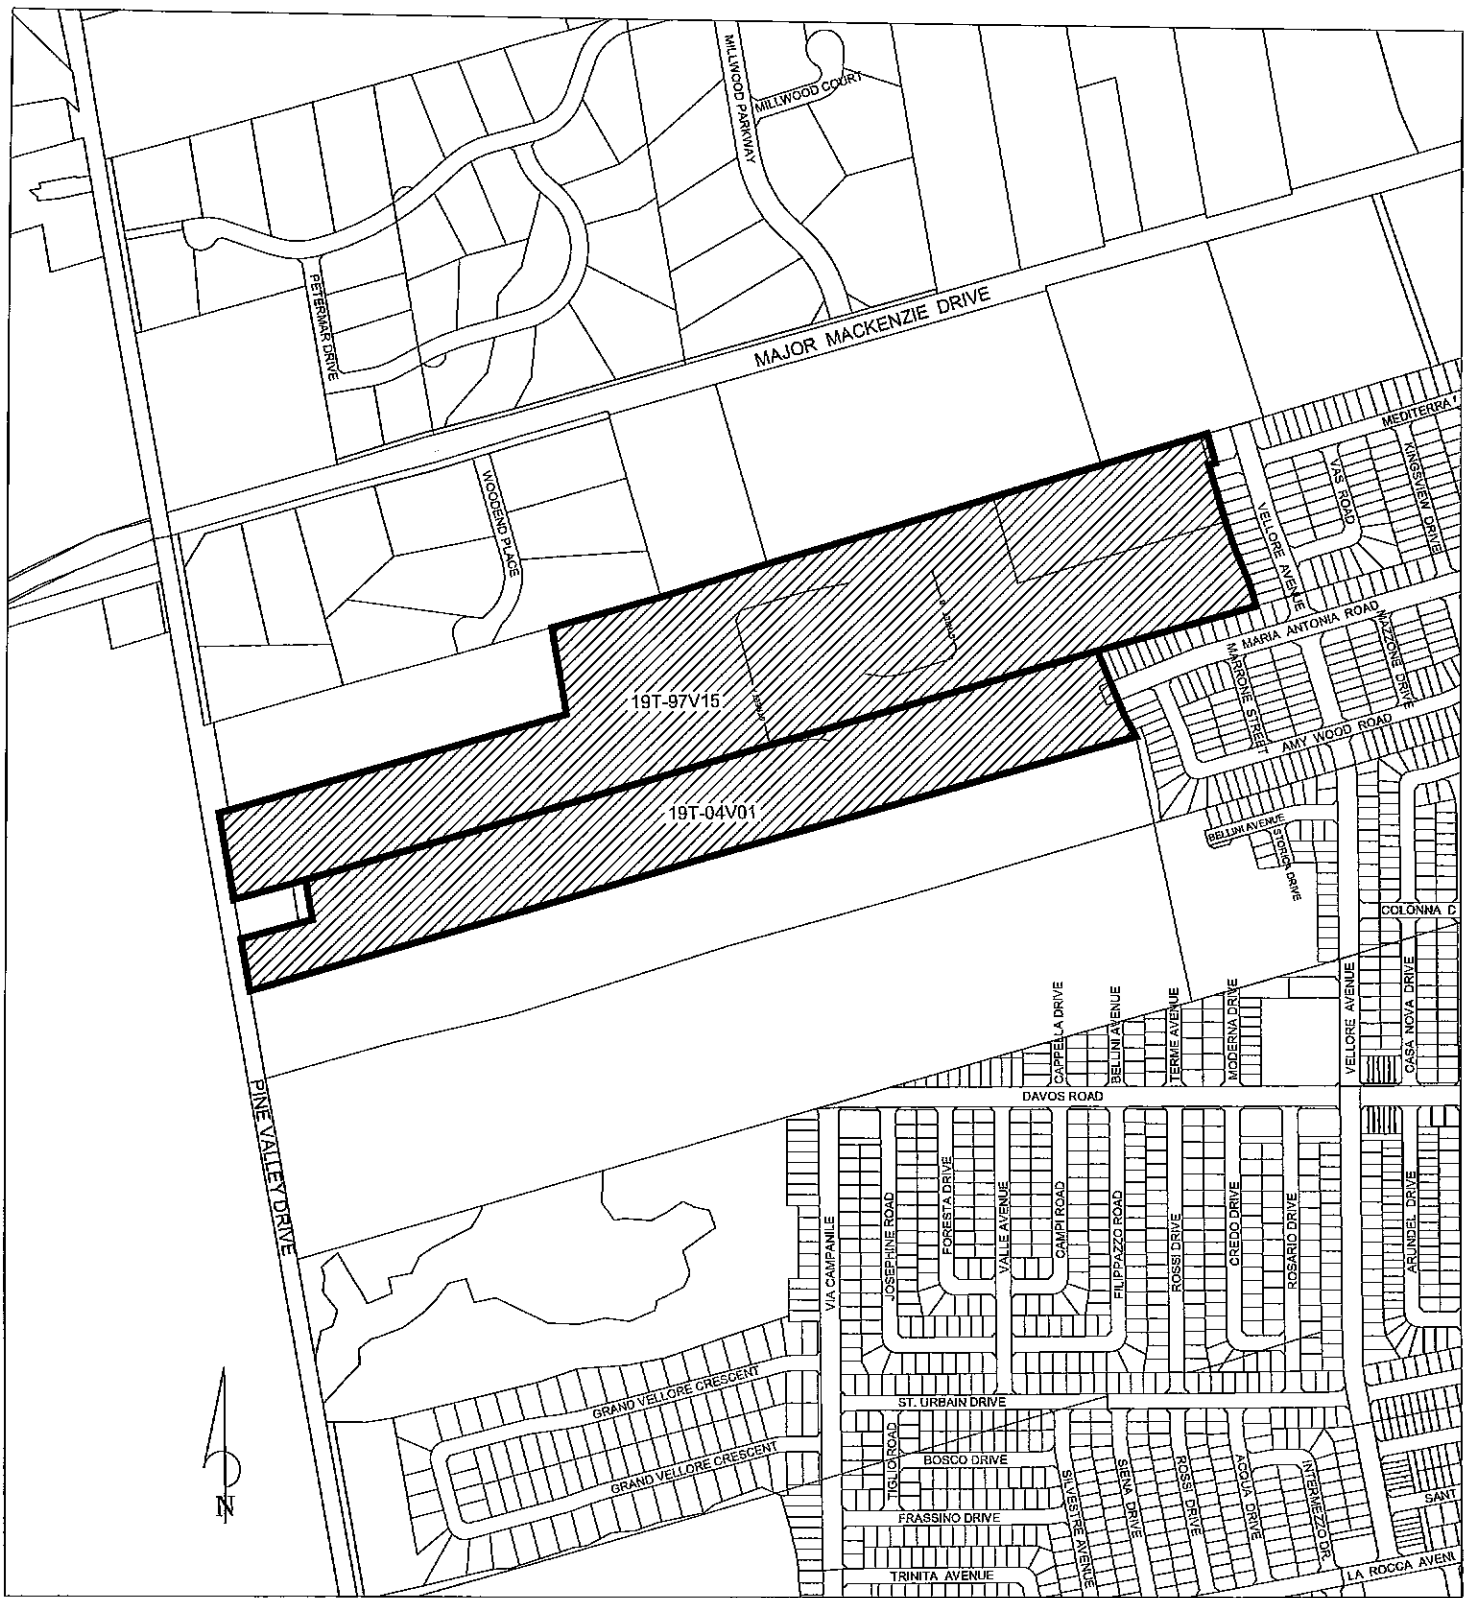 MILLWOOD PARKWAY
MILLWOOD COURT
PETERMAR DRIVE
MAJOR MACKENZIE DRIVE
WOODEND PLACE
MEDITERRA
KINGSVIEW DRIVE
VAS ROAD
VELLORE AVENUE
MARIA ANTONIA ROAD
MAZZONE DRIVE
MARRONE STREET
AMY WOOD ROAD
19T-97V15
19T-04V01
BELLINI AVENUE
STORICA DRIVE
COLONNA D
CASA NOVA DRIVE
VELLORE AVENUE
CAPPELLA DRIVE
BELLINI AVENUE
TERME AVENUE
MODERNA DRIVE
DAVOS ROAD
PINE VALLEY DRIVE
VIA CAMPANILE
JOSEPHINE ROAD
FORESTA DRIVE
VALLE AVENUE
CAMPI ROAD
FILIPPAZZO ROAD
ROSSI DRIVE
CREDO DRIVE
ROSARIO DRIVE
ARUNDEL DRIVE
GRAND VELLORE CRESCENT
GRAND VELLORE CRESCENT
ST. URBAIN DRIVE
TIGLIO ROAD
BOSCO DRIVE
FRASSINO DRIVE
TRINITA AVENUE
SILVESTRE AVENUE
SIENA DRIVE
ROSSI DRIVE
ACQUA DRIVE
INTERMEZZO DR.
SANT
LA ROCCA AVENU
N